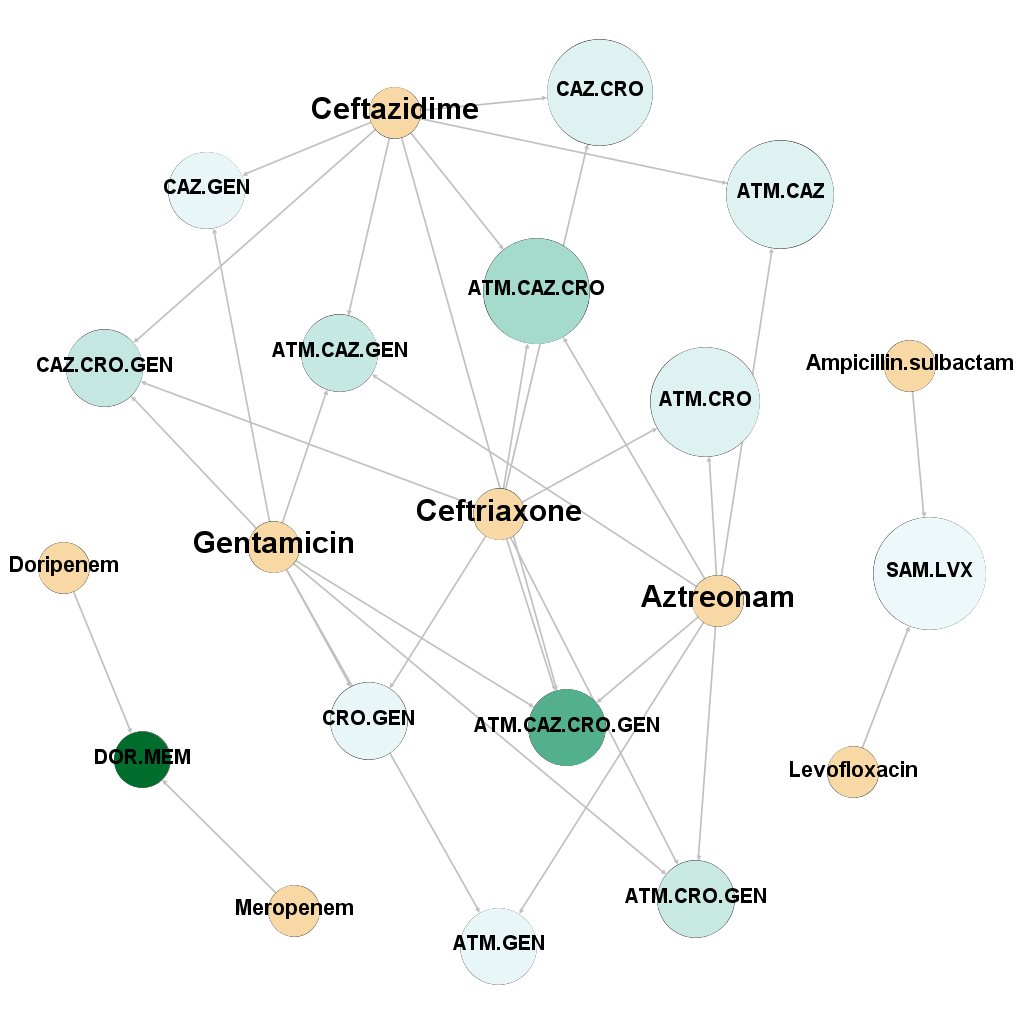 CAZ.CRO
Ceftazidime
CAZ.GEN
ATM.CAZ
ATM.CAZ.CRO
ATM.CAZ.GEN
CAZ.CRO.GEN
Ampicillin.sulbactam
ATM.CRO
Ceftriaxone
Gentamicin
Doripenem
SAM.LVX
Aztreonam
CRO.GEN
ATM.CAZ.CRO.GEN
DOR.MEM
Levofloxacin
ATM.CRO.GEN
Meropenem
ATM.GEN